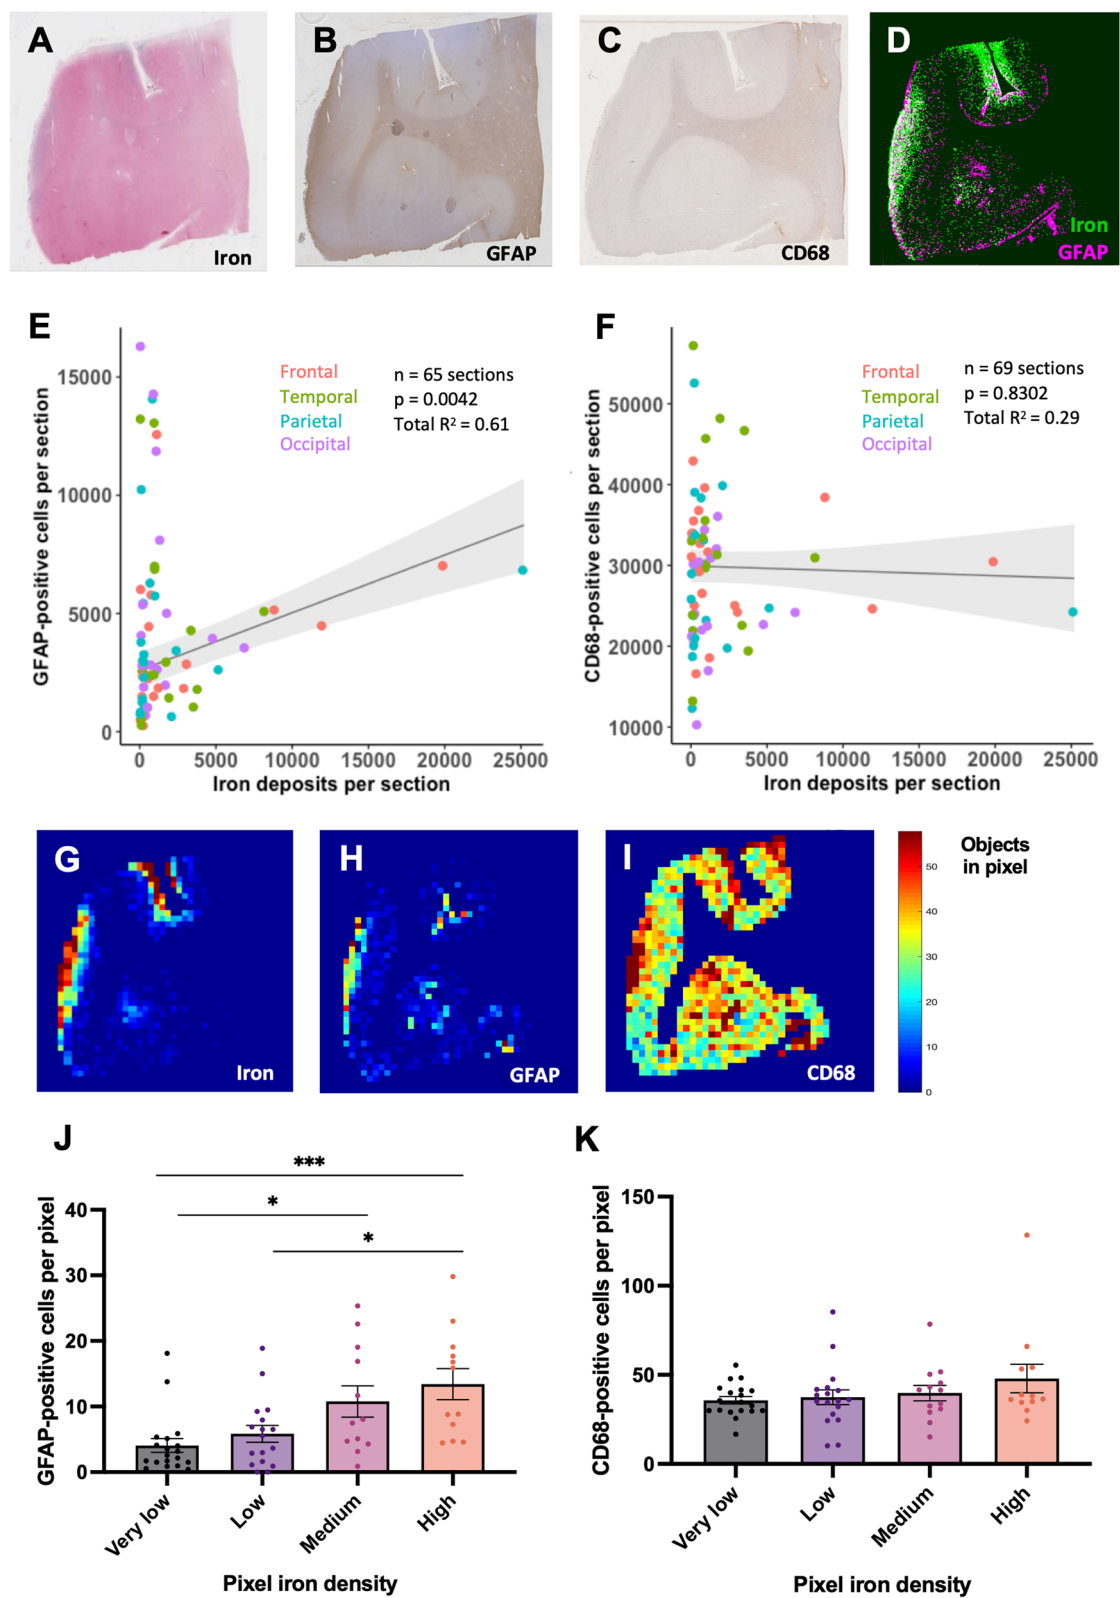 A
B
C
D
Iron
GFAP
CD68
Iron
GFAP
E
GFAP-positive cells per section
15000
10000
5000
0
Frontal
Temporal
Parietal
Occipital
n = 65 sections
p = 0.0042
Total R² = 0.61
0 5000 10000 15000 20000 25000
Iron deposits per section
F
CD68-positive cells per section
50000
40000
30000
20000
10000
Frontal
Temporal
Parietal
Occipital
n = 69 sections
p = 0.8302
Total R² = 0.29
0 5000 10000 15000 20000 25000
Iron deposits per section
G
Iron
H
GFAP
I
CD68
50
40
30
20
10
0
Objects
in pixel
J
GFAP-positive cells per pixel
40
30
20
10
0
***
*
*
Very low
Low
Medium
High
Pixel iron density
K
CD68-positive cells per pixel
150
100
50
0
Very low
Low
Medium
High
Pixel iron density